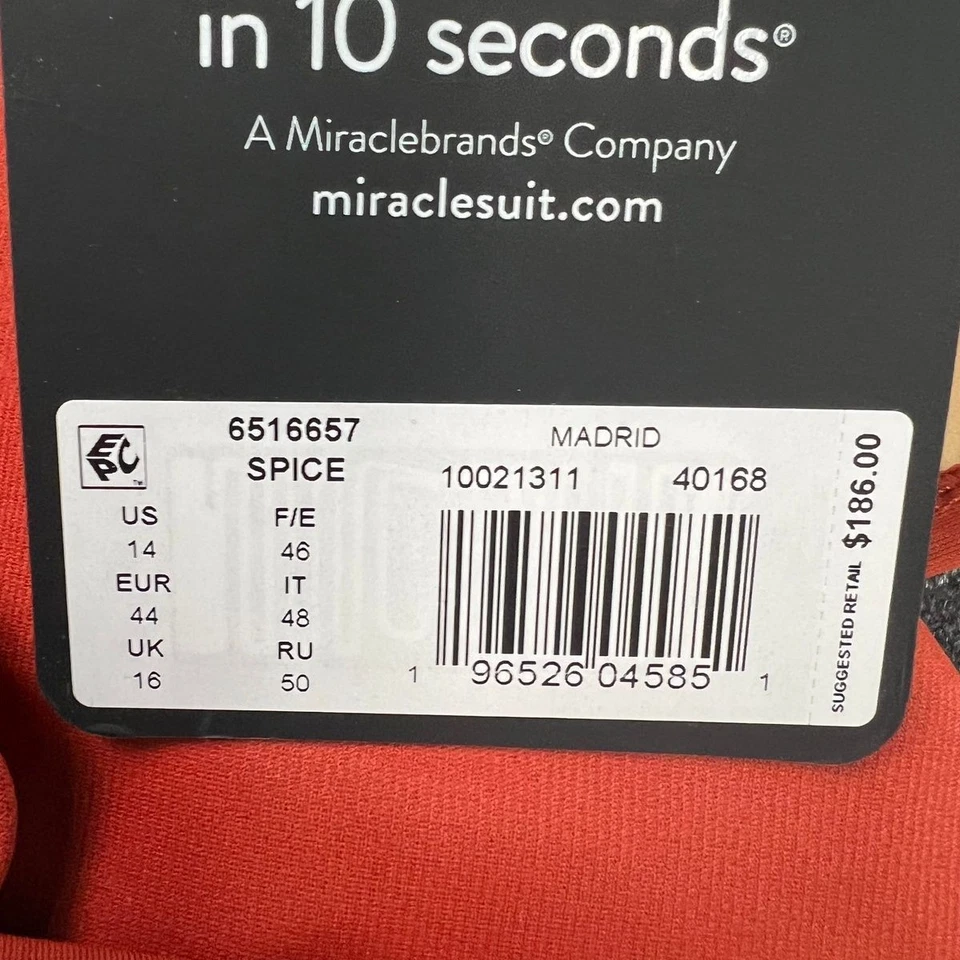 in 10 seconds®
A Miraclebrands® Company
miraclesuit.com
EPC™
6516657
SPICE
US F/E
14 46
EUR IT
44 48
UK RU
16 50
MADRID
10021311 40168
1 96526 04585 1
SUGGESTED RETAIL $186.00